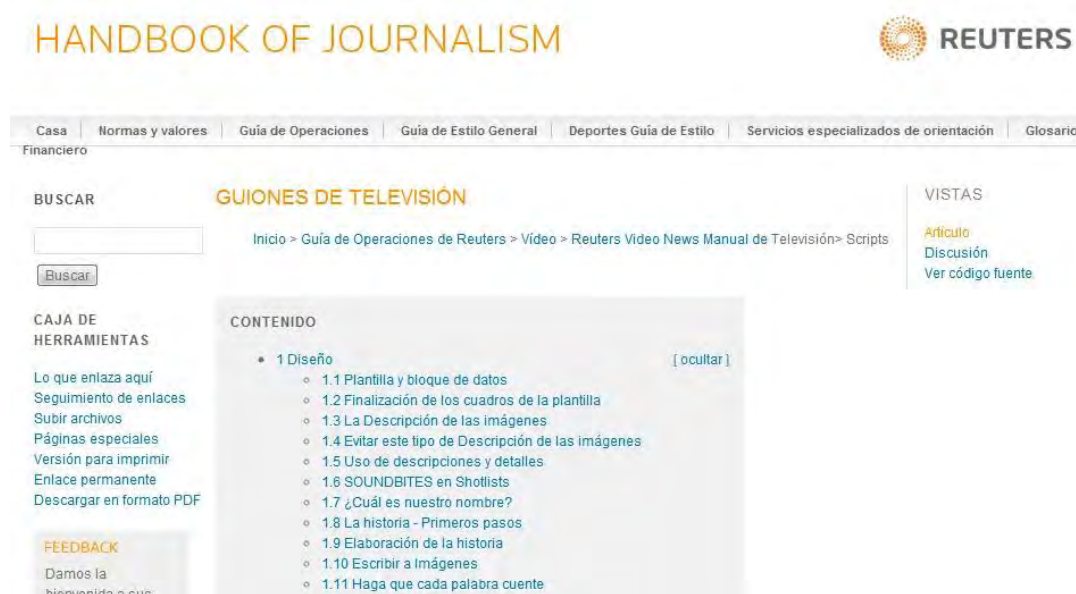 HANDBOOK OF JOURNALISM
REUTERS
Casa | Normas y valores | Guía de Operaciones | Guía de Estilo General | Deportes Guía de Estilo | Servicios especializados de orientación | Glosario
Financiero
BUSCAR
Buscar
CAJA DE
HERRAMIENTAS
Lo que enlaza aquí
Seguimiento de enlaces
Subir archivos
Páginas especiales
Versión para imprimir
Enlace permanente
Descargar en formato PDF
FEEDBACK
Damos la
bienvenida a sus
GUIONES DE TELEVISIÓN
Inicio > Guía de Operaciones de Reuters > Vídeo > Reuters Video News Manual de Televisión> Scripts
CONTENIDO
[ ocultar ]
• 1 Diseño
◦ 1.1 Plantilla y bloque de datos
◦ 1.2 Finalización de los cuadros de la plantilla
◦ 1.3 La Descripción de las imágenes
◦ 1.4 Evitar este tipo de Descripción de las imágenes
◦ 1.5 Uso de descripciones y detalles
◦ 1.6 SOUNDBITES en Shotlists
◦ 1.7 ¿Cuál es nuestro nombre?
◦ 1.8 La historia - Primeros pasos
◦ 1.9 Elaboración de la historia
◦ 1.10 Escribir a Imágenes
◦ 1.11 Haga que cada palabra cuente
VISTAS
Artículo
Discusión
Ver código fuente